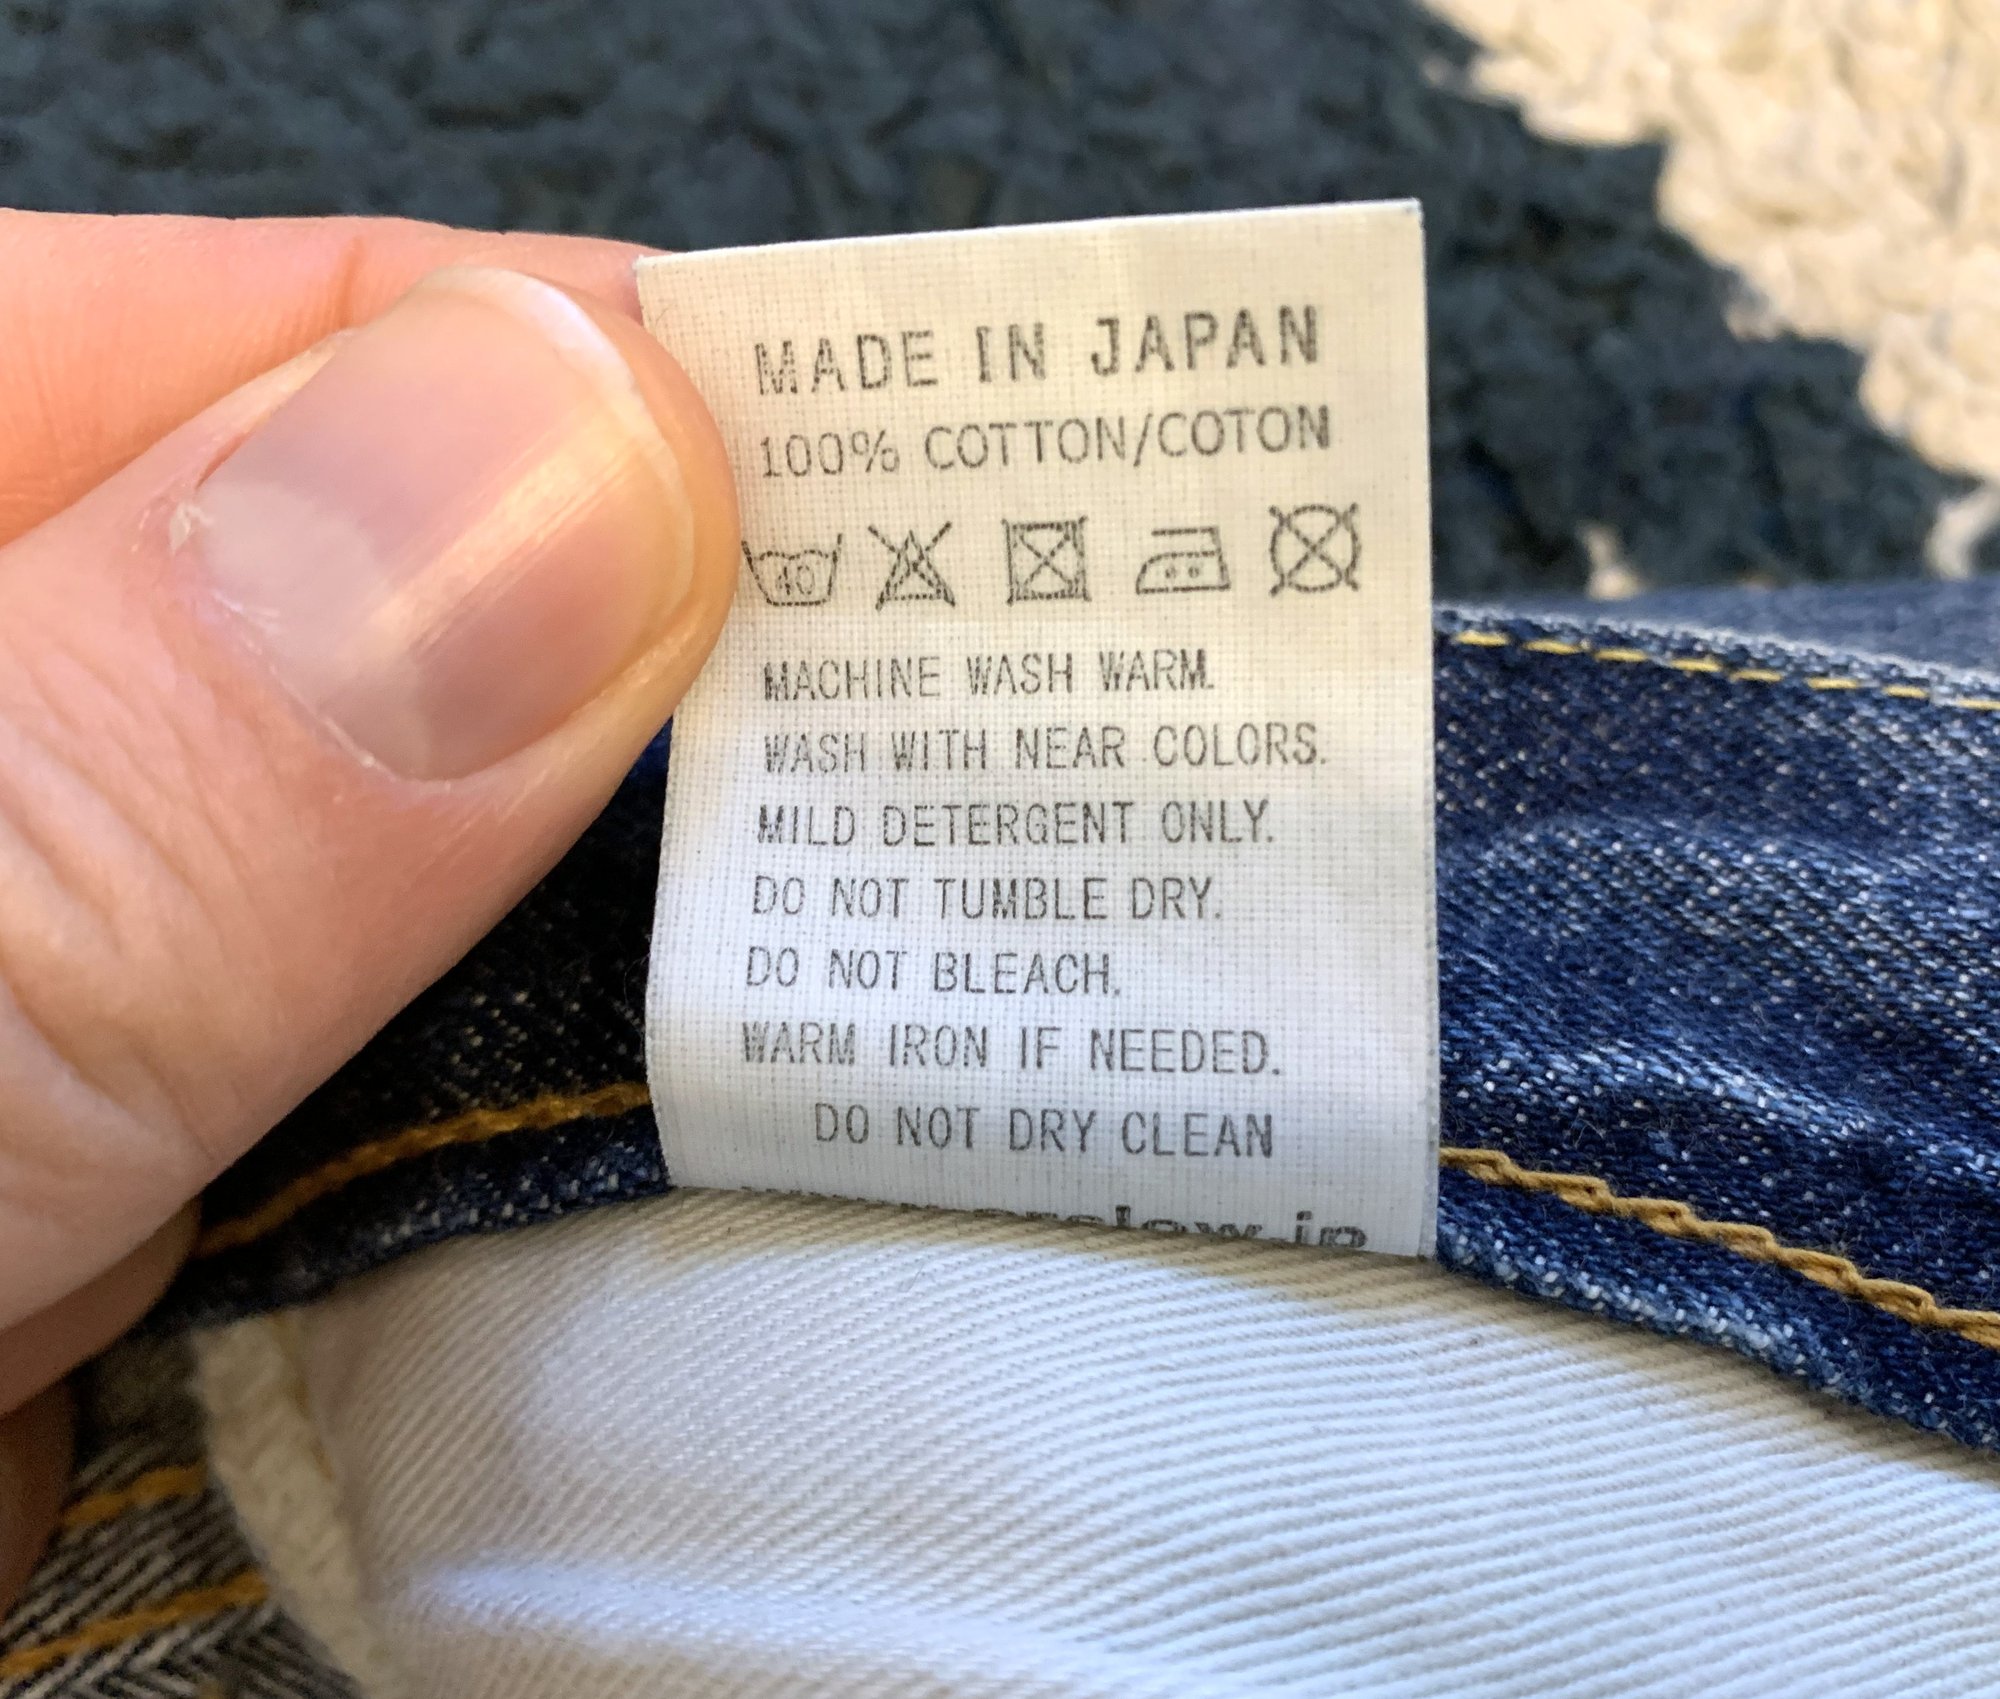 MADE IN JAPAN
100% COTTON/COTON
40
MACHINE WASH WARM.
WASH WITH NEAR COLORS.
MILD DETERGENT ONLY.
DO NOT TUMBLE DRY.
DO NOT BLEACH.
WARM IRON IF NEEDED.
DO NOT DRY CLEAN